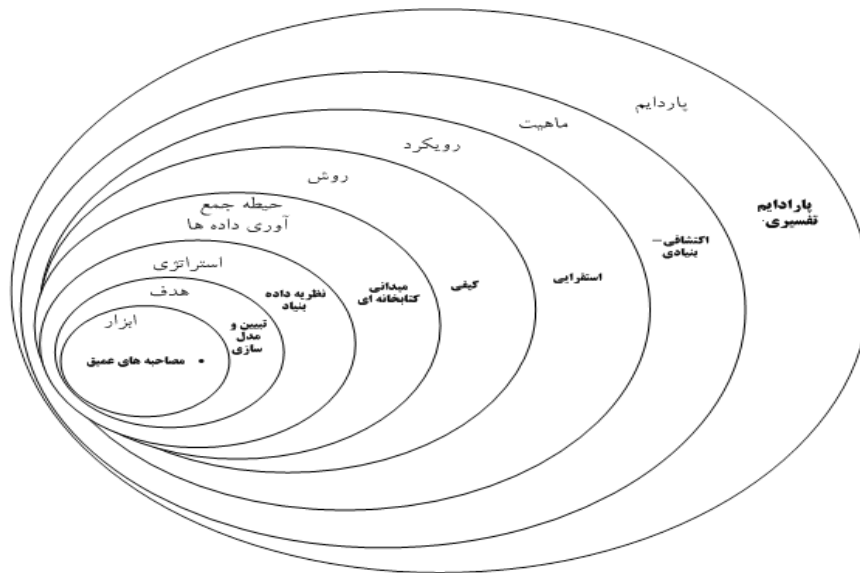 پاردایم
ماهیت
رویکرد
روش
حیطه جمع
آوری داده ها
استراتژی
هدف
ابزار
پارادایم
تفسیری.
اکتشافی –
بنیادی
استقرایی
کیفی
میدانی
کتابخانه ای
نظریه داده
بنیاد
تبیین و
مدل
سازی
مصاحبه های عمیق •